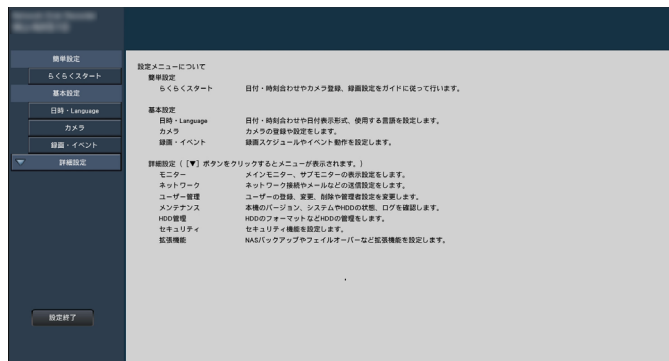 簡単設定
らくらくスタート
基本設定
日時・Language
カメラ
録画・イベント
▼ 詳細設定
設定終了
設定メニューについて
簡単設定
らくらくスタート 日付・時刻合わせやカメラ登録、録画設定をガイドに従って行います。
基本設定
日時・Language 日付・時刻合わせや日付表示形式、使用する言語を設定します。
カメラ カメラの登録や設定をします。
録画・イベント 録画スケジュールやイベント動作を設定します。
詳細設定（［▼］ボタンをクリックするとメニューが表示されます。）
モニター メインモニター、サブモニターの表示設定をします。
ネットワーク ネットワーク接続やメールなどの送信設定をします。
ユーザー管理 ユーザーの登録、変更、削除や管理者設定を変更します。
メンテナンス 本機のバージョン、システムやHDDの状態、ログを確認します。
HDD管理 HDDのフォーマットなどHDDの管理をします。
セキュリティ セキュリティ機能を設定します。
拡張機能 NASバックアップやフェイルオーバーなど拡張機能を設定します。